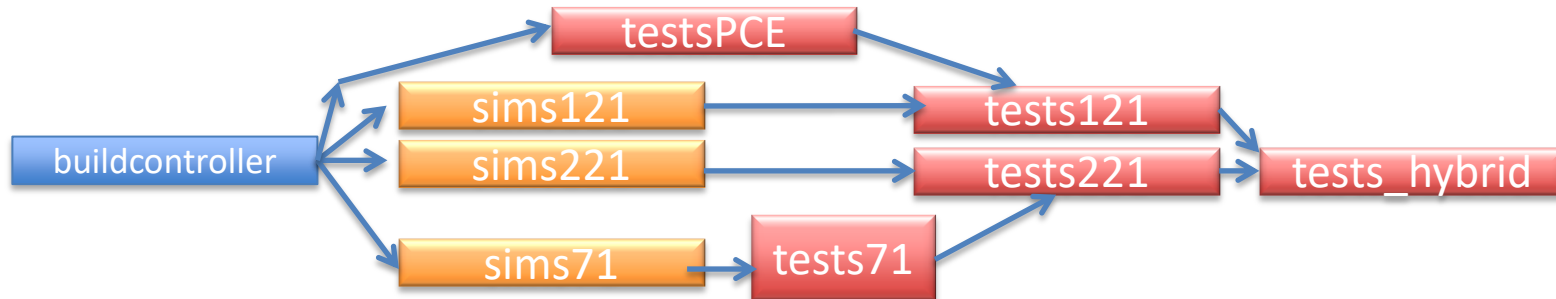 testsPCE
sims121
tests121
buildcontroller
sims221
tests221
tests_hybrid
sims71
tests71